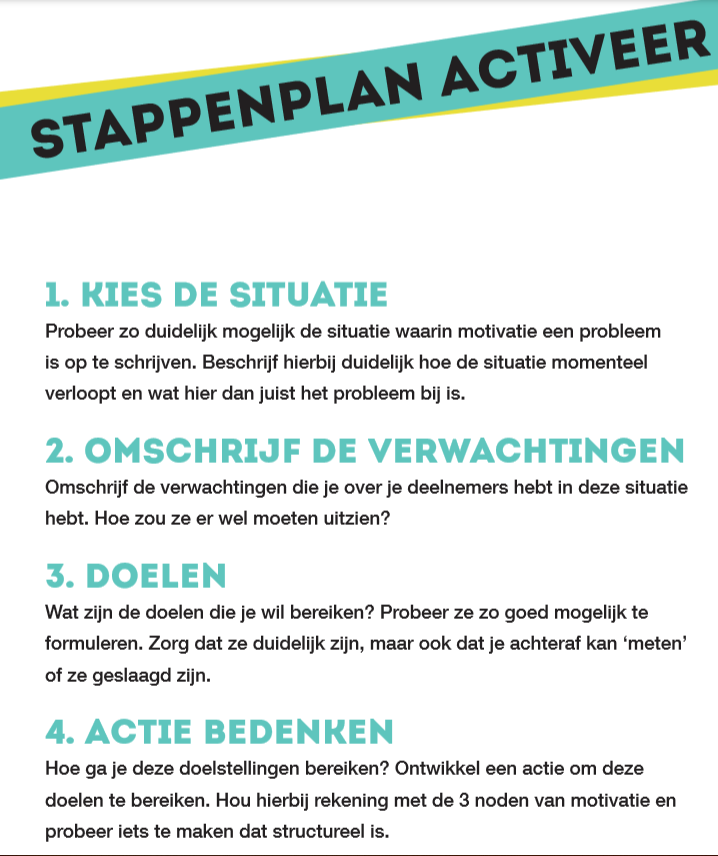 STAPPENPLAN ACTIVEER
1. KIES DE SITUATIE
Probeer zo duidelijk mogelijk de situatie waarin motivatie een probleem
is op te schrijven. Beschrijf hierbij duidelijk hoe de situatie momenteel
verloopt en wat hier dan juist het probleem bij is.
2. OMSCHRIJF DE VERWACHTINGEN
Omschrijf de verwachtingen die je over je deelnemers hebt in deze situatie
hebt. Hoe zou ze er wel moeten uitzien?
3. DOELEN
Wat zijn de doelen die je wil bereiken? Probeer ze zo goed mogelijk te
formuleren. Zorg dat ze duidelijk zijn, maar ook dat je achteraf kan ‘meten’
of ze geslaagd zijn.
4. ACTIE BEDENKEN
Hoe ga je deze doelstellingen bereiken? Ontwikkel een actie om deze
doelen te bereiken. Hou hierbij rekening met de 3 noden van motivatie en
probeer iets te maken dat structureel is.